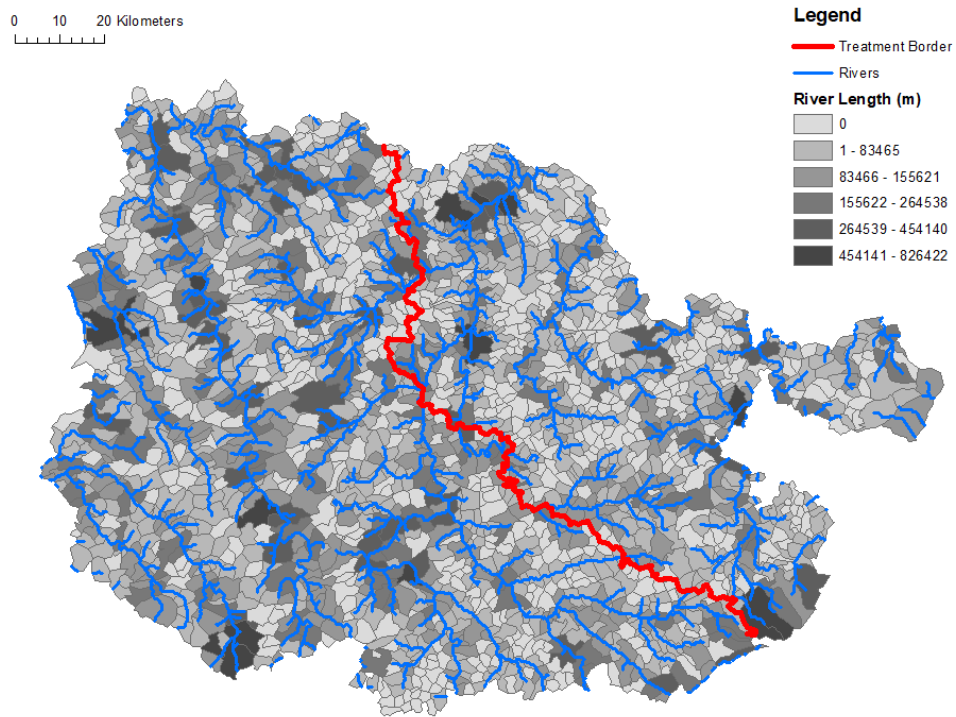 0 10 20 Kilometers
Legend
Treatment Border
Rivers
River Length (m)
0
1 - 83465
83466 - 155621
155622 - 264538
264539 - 454140
454141 - 826422